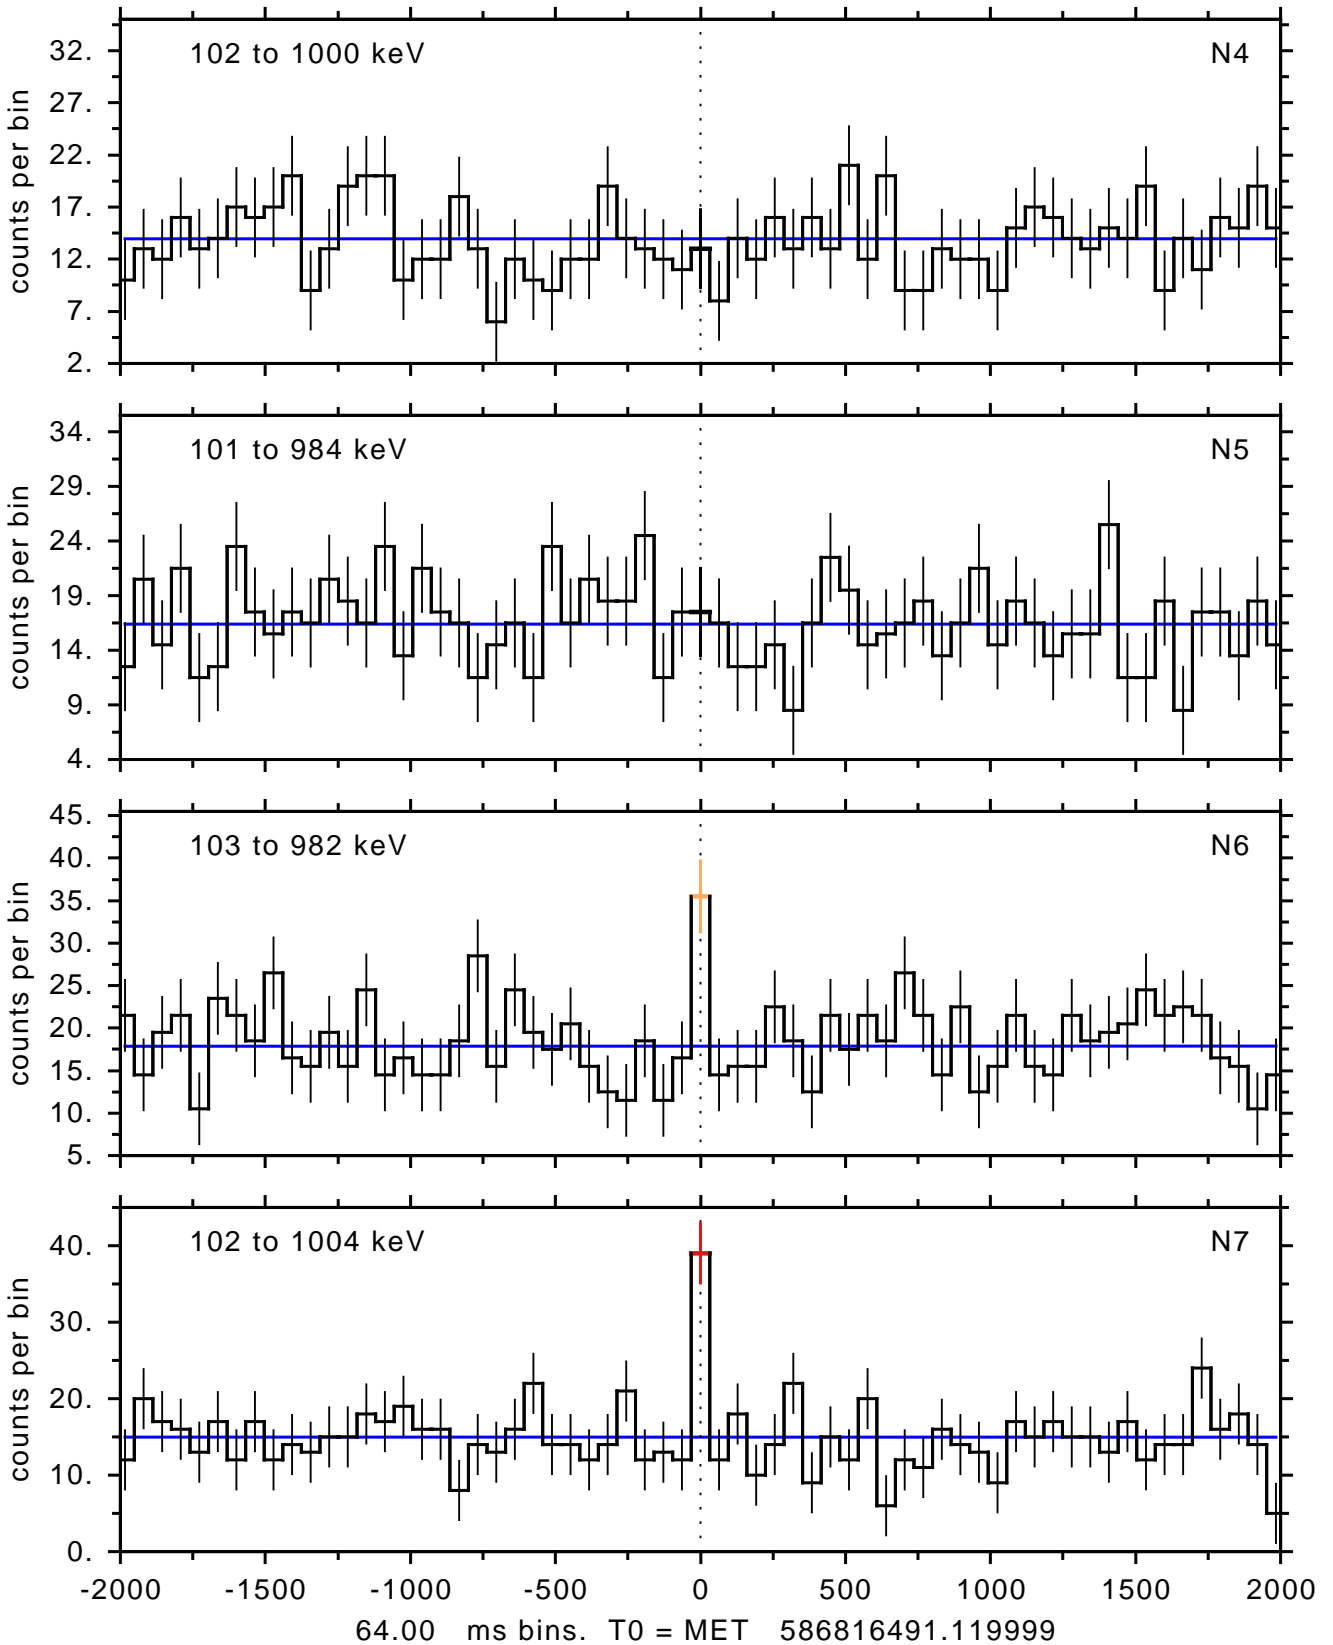 102 to 1000 keV N4
32.
27.
22.
17.
12.
7.
2.
counts per bin
101 to 984 keV N5
34.
29.
24.
19.
14.
9.
4.
counts per bin
103 to 982 keV N6
45.
40.
35.
30.
25.
20.
15.
10.
5.
counts per bin
102 to 1004 keV N7
40.
30.
20.
10.
0.
counts per bin
-2000 -1500 -1000 -500 0 500 1000 1500 2000
64.00 ms bins. T0 = MET 586816491.119999